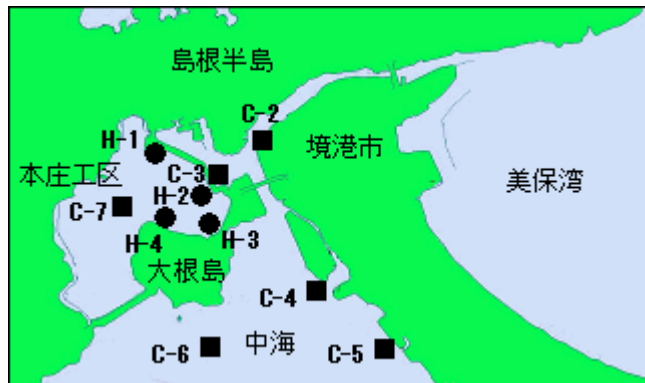 島根半島
C-2
H-1
境港市
本庄工区
C-3
美保湾
H-2
C-7
H-4
H-3
大根島
C-4
中海
C-6
C-5